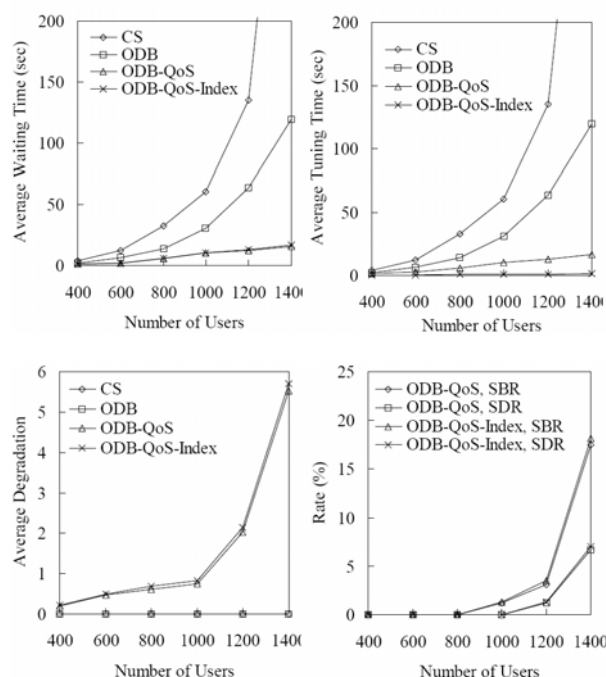 Average Waiting Time (sec)
200
150
100
50
0
CS
ODB
ODB-QoS
ODB-QoS-Index
400 600 800 1000 1200 1400
Number of Users
Average Tuning Time (sec)
200
150
100
50
0
CS
ODB
ODB-QoS
ODB-QoS-Index
400 600 800 1000 1200 140
Number of Users
Average Degradation
6
5
4
3
2
1
0
CS
ODB
ODB-QoS
ODB-QoS-Index
400 600 800 1000 1200 1400
Number of Users
Rate (%)
25
20
15
10
5
0
ODB-QoS, SBR
ODB-QoS, SDR
ODB-QoS-Index, SBR
ODB-QoS-Index, SDR
400 600 800 1000 1200 1400
Number of Users